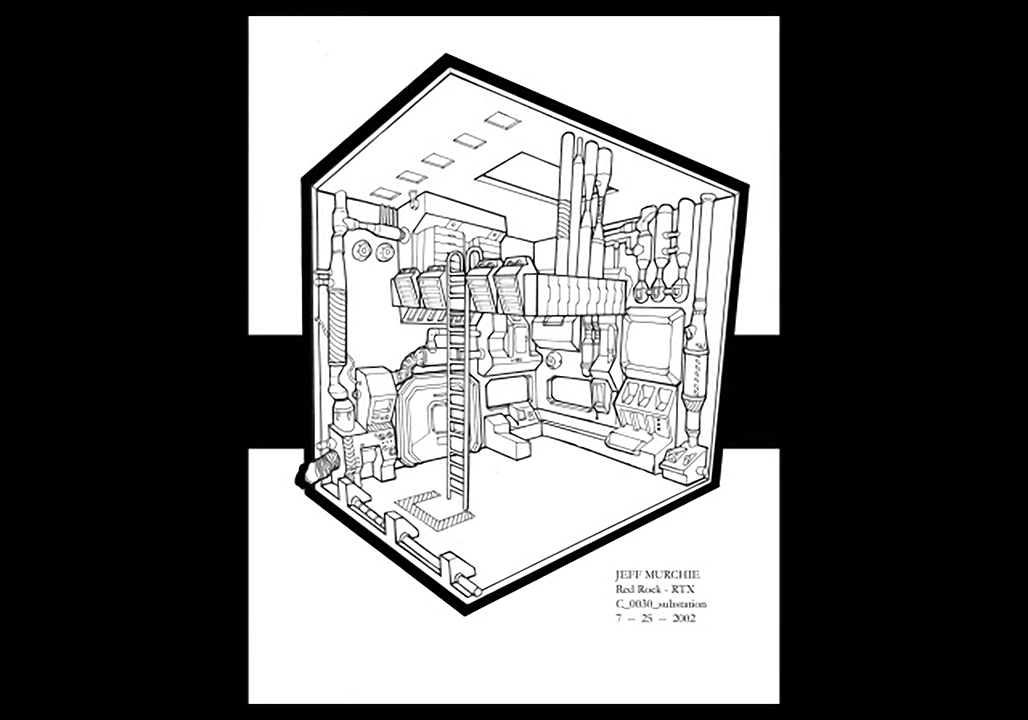 JEFF MURCHIE
Red Rock - RTX
C_0030_substation
7 -- 25 -- 2002